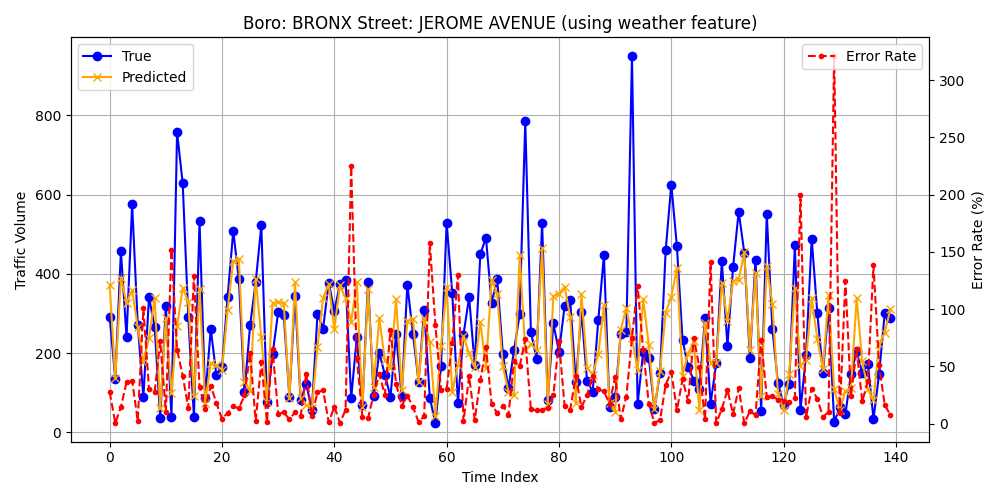 Boro: BRONX Street: JEROME AVENUE (using weather feature)
True
Predicted
Error Rate
Traffic Volume
800
600
400
200
0
300
250
200
150
100
50
0
Error Rate (%)
0 20 40 60 80 100 120 140
Time Index